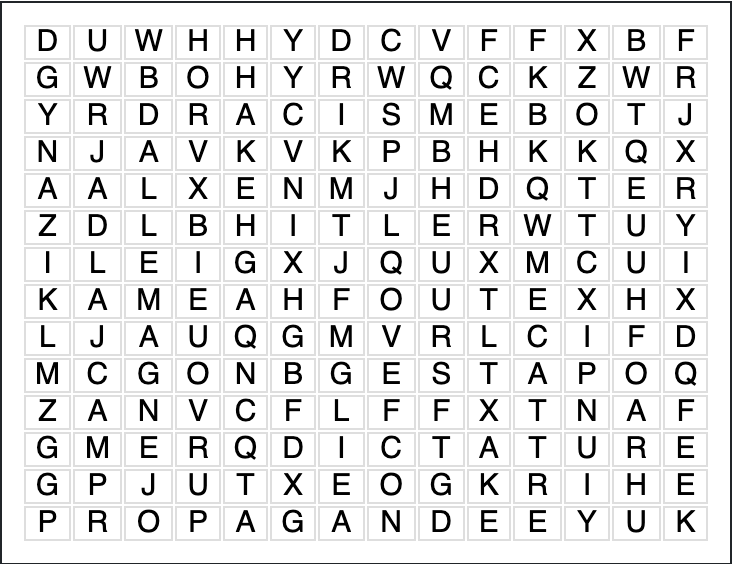 D U W H H Y D C V F F X B F
G W B O H Y R W Q C K Z W R
Y R D R A C I S M E B O T J
N J A V K V K P B H K K Q X
A A L X E N M J H D Q T E R
Z D L B H I T L E R W T U Y
I L E I G X J Q U X M C U I
K A M E A H F O U T E X H X
L J A U Q G M V R L C I F D
M C G O N B G E S T A P O Q
Z A N V C F L F F X T N A F
G M E R Q D I C T A T U R E
G P J U T X E O G K R I H E
P R O P A G A N D E E Y U K